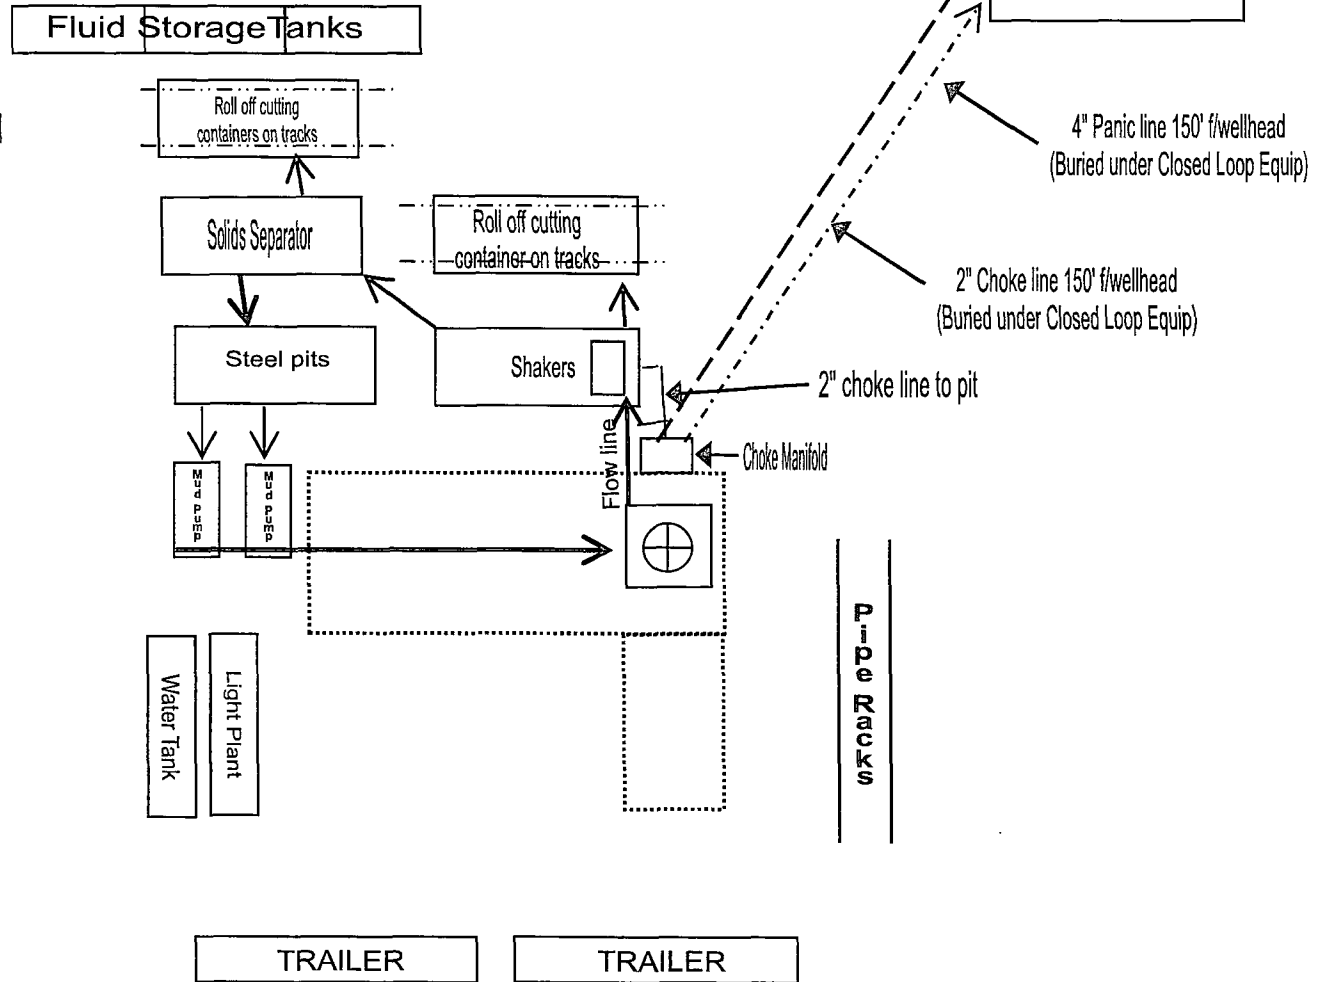 Fluid StorageTanks
Roll off cutting
containers on tracks
4" Panic line 150' f/wellhead
(Buried under Closed Loop Equip)
Solids Separator
Roll off cutting
container on tracks
2" Choke line 150' f/wellhead
(Buried under Closed Loop Equip)
Steel pits
Shakers
2" choke line to pit
Flow line
Choke Manifold
Mud Pump
Mud Pump
Pipe Racks
Water Tank
Light Plant
TRAILER
TRAILER